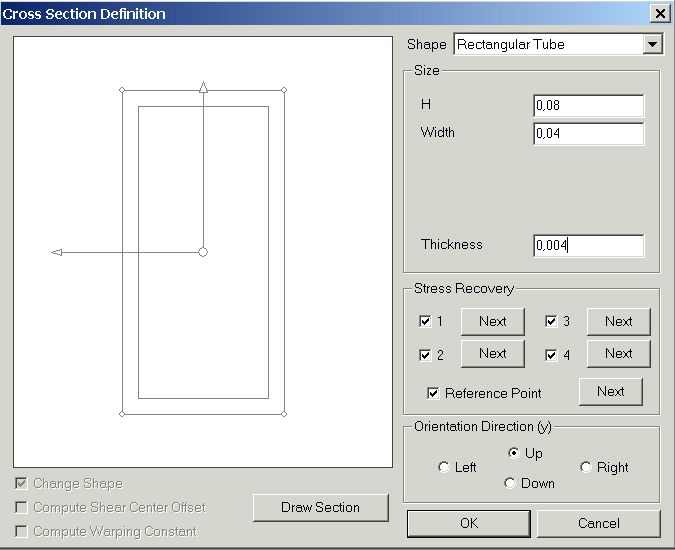 Cross Section Definition
Shape Rectangular Tube
Size
H 0,08
Width 0,04
Thickness 0,004
Stress Recovery
1 Next 3 Next
2 Next 4 Next
Reference Point Next
Orientation Direction (y)
Up
Left Right
Down
Change Shape
Compute Shear Center Offset
Compute Warping Constant
Draw Section
OK Cancel